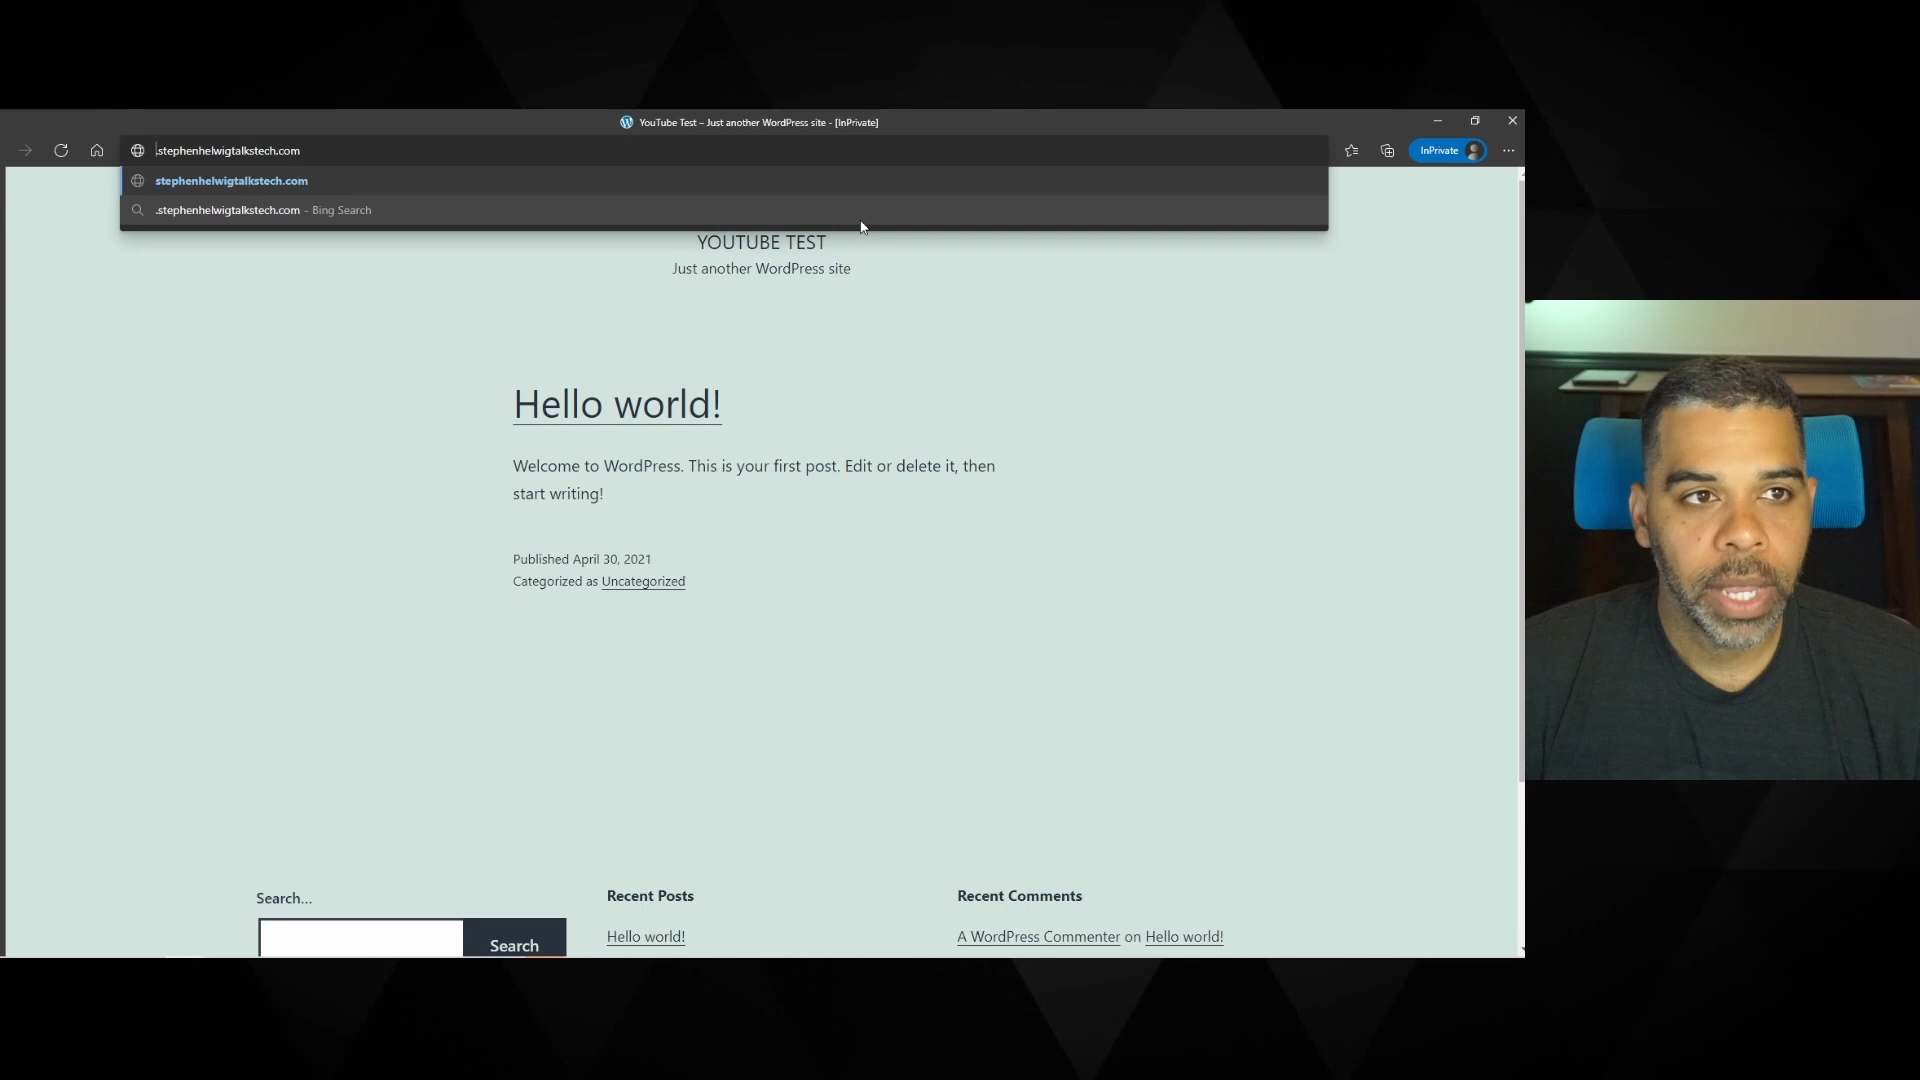 YouTube Test – Just another WordPress site - [InPrivate]
.stephenhelwigtalkstech.com
InPrivate
stephenhelwigtalkstech.com
.stephenhelwigtalkstech.com - Bing Search
YOUTUBE TEST
Just another WordPress site
Hello world!
Welcome to WordPress. This is your first post. Edit or delete it, then
start writing!
Published April 30, 2021
Categorized as Uncategorized
Search...
Search
Recent Posts
Hello world!
Recent Comments
A WordPress Commenter on Hello world!